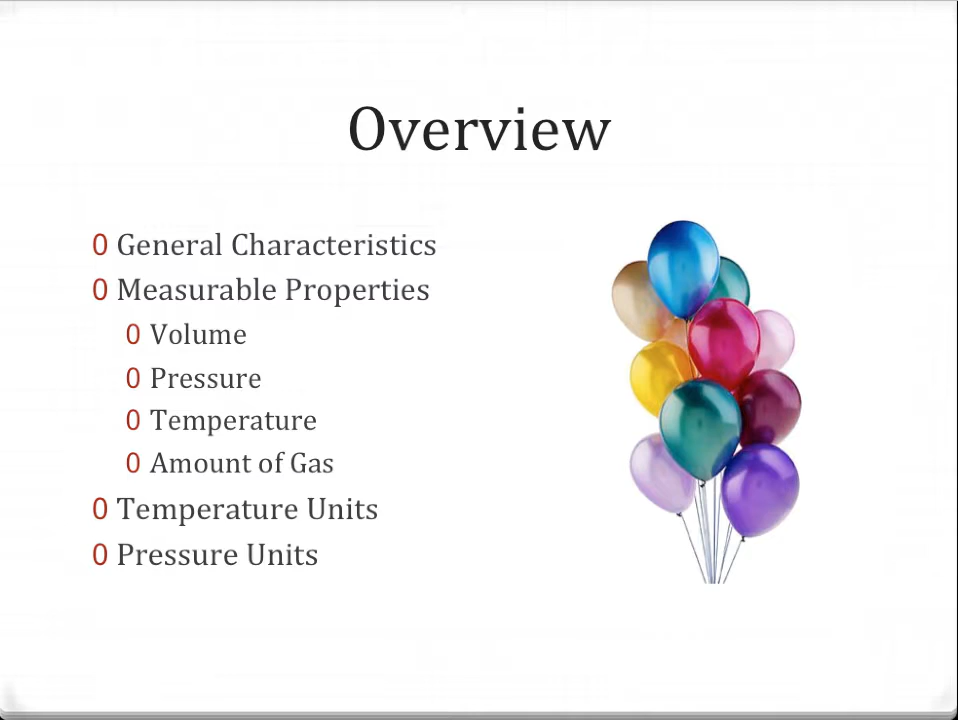 Overview
0 General Characteristics
0 Measurable Properties
0 Volume
0 Pressure
0 Temperature
0 Amount of Gas
0 Temperature Units
0 Pressure Units